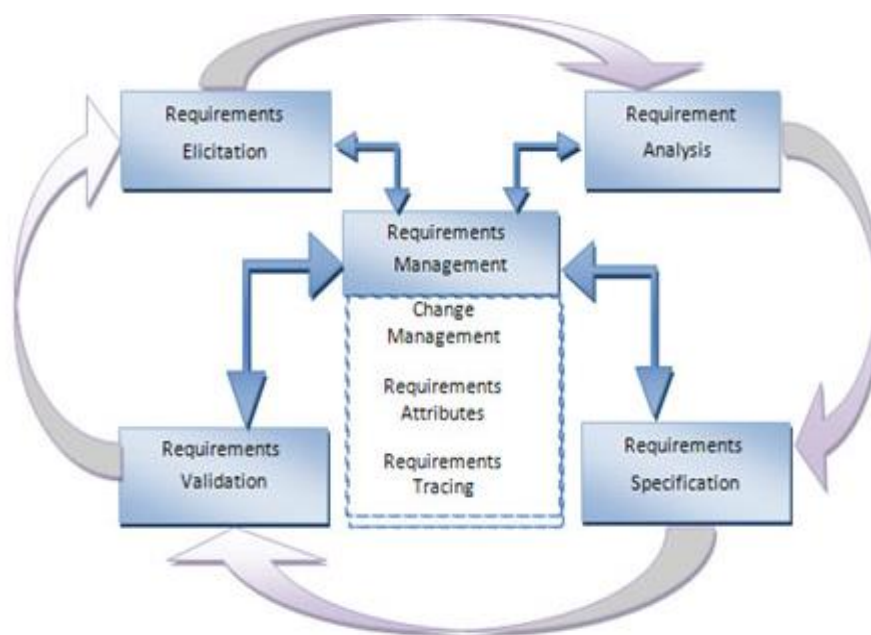 Requirements
Elicitation
Requirement
Analysis
Requirements
Management
Change
Management
Requirements
Attributes
Requirements
Tracing
Requirements
Validation
Requirements
Specification